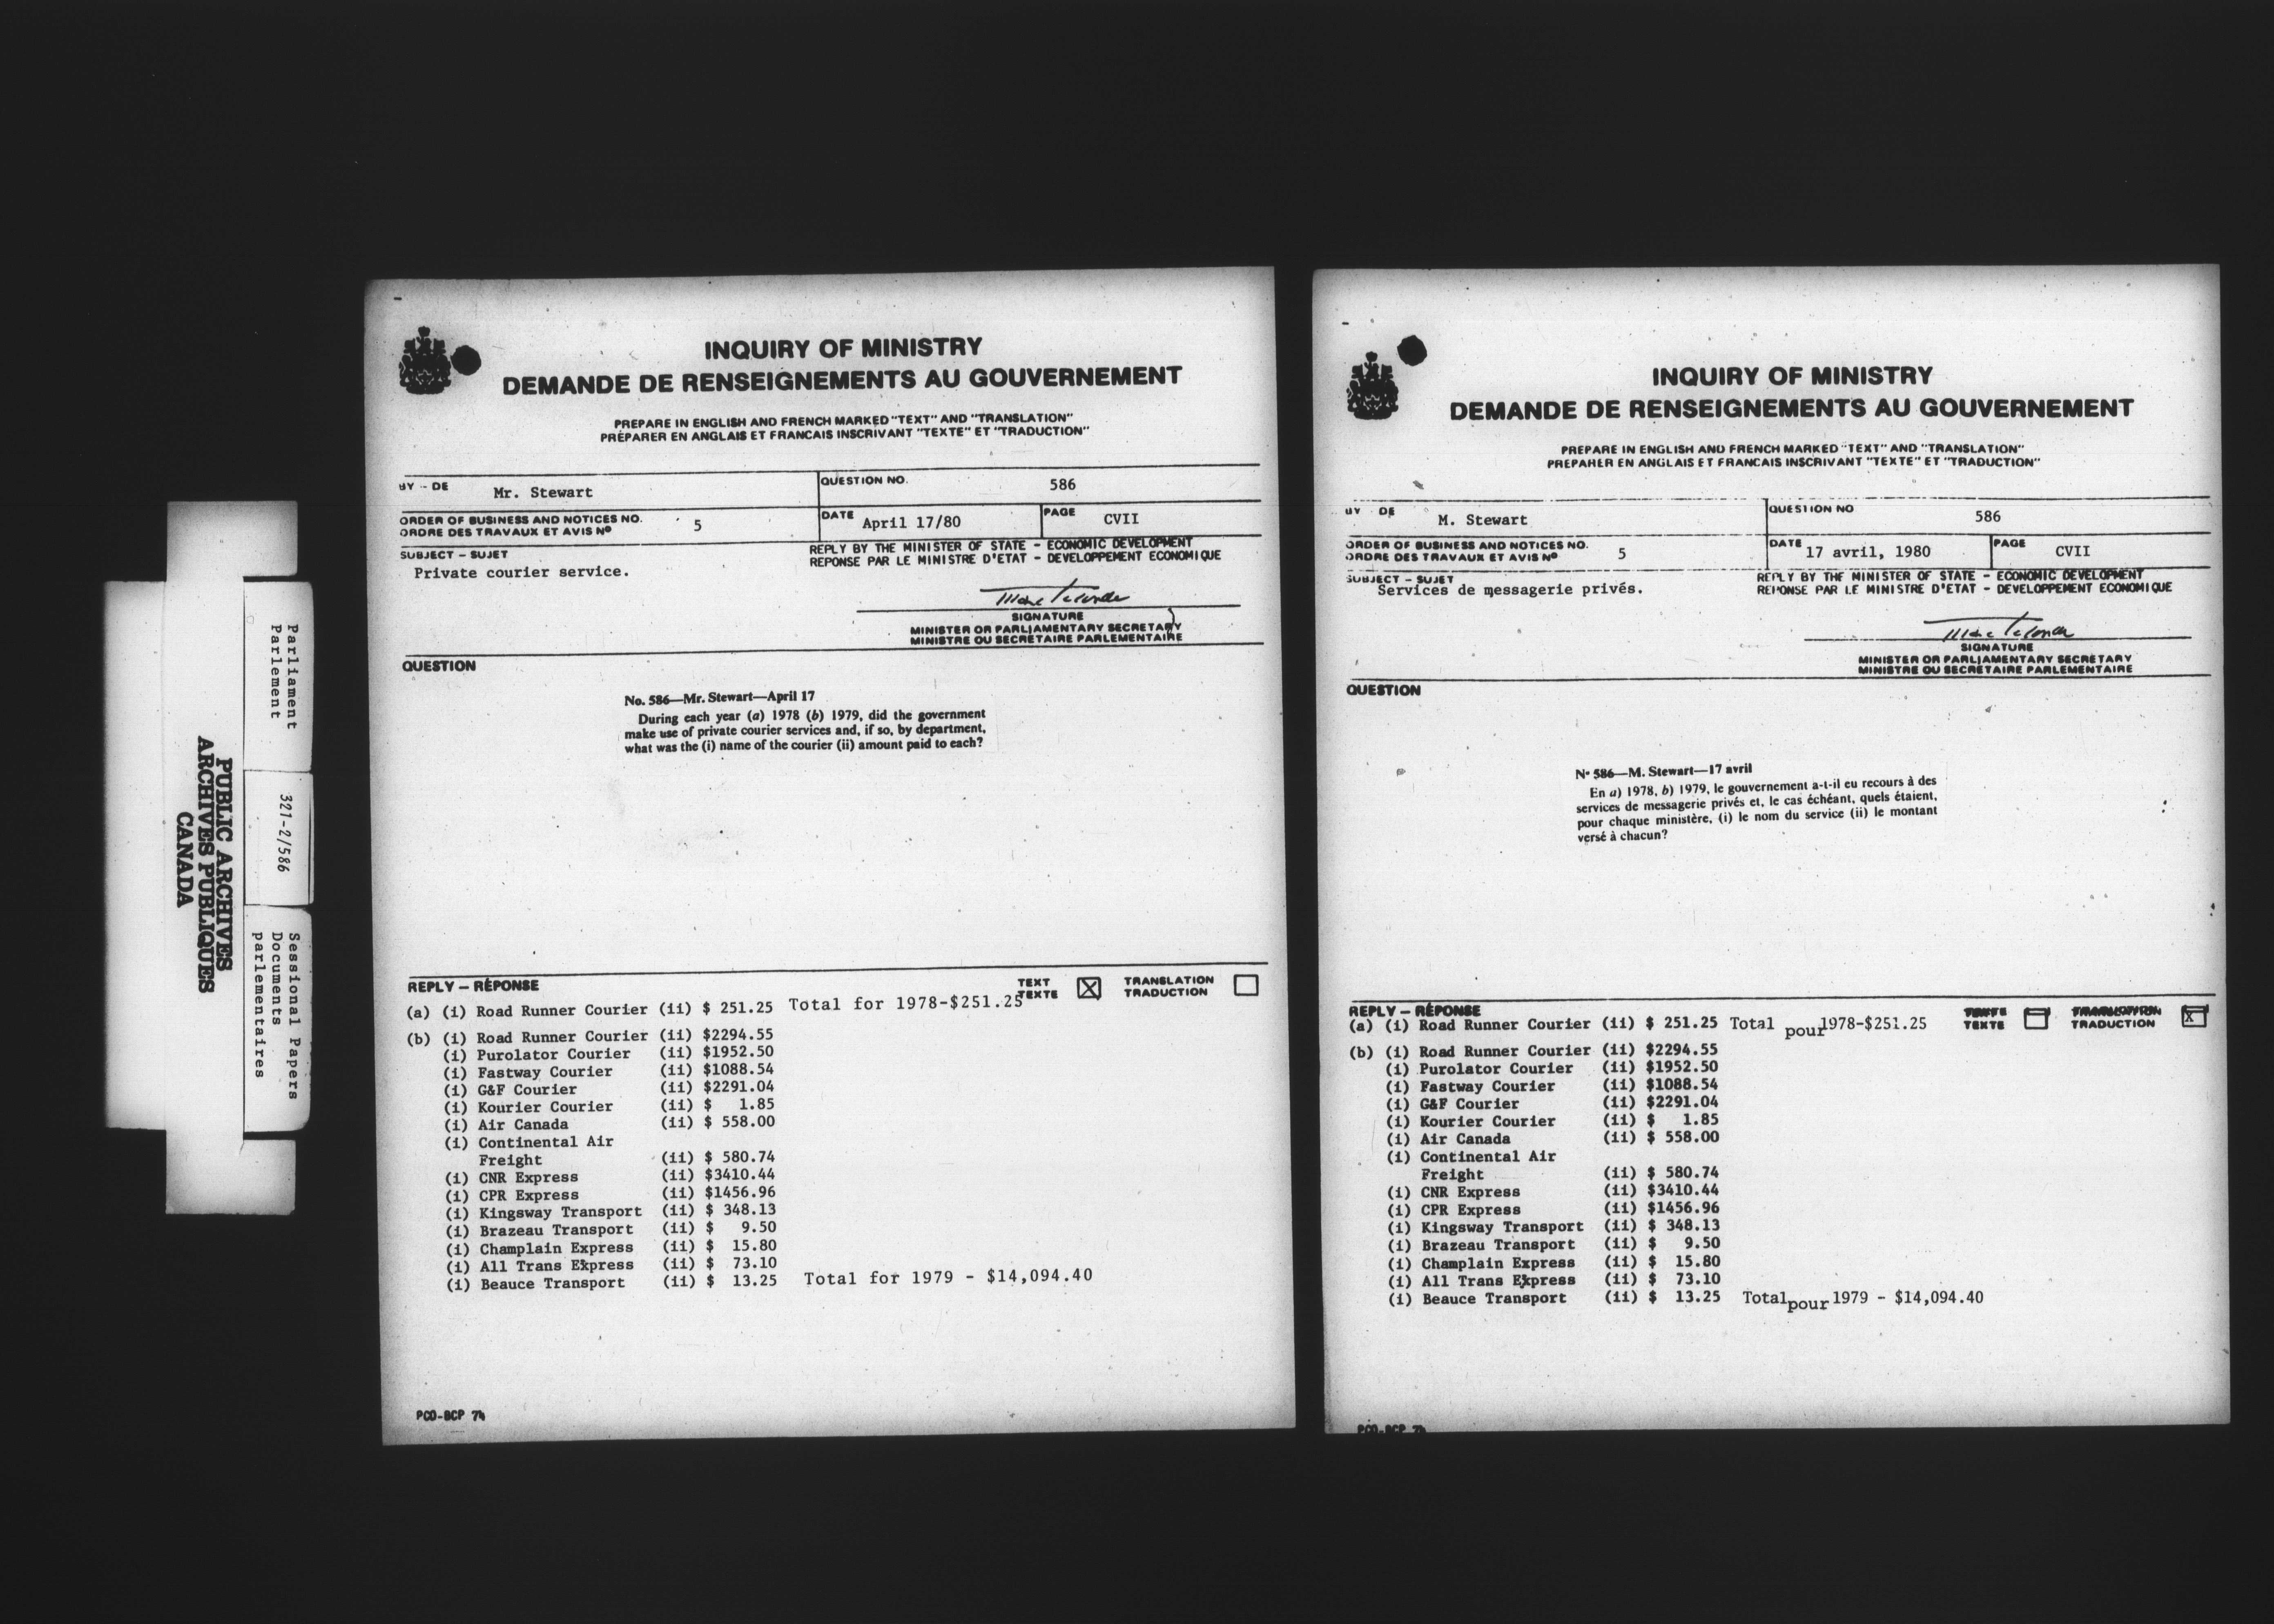 Parliament
Parlement
321-2/586
Sessional Papers
Documents
parlementaires
PUBLIC ARCHIVES
ARCHIVES PUBLIQUES
CANADA
INQUIRY OF MINISTRY
DEMANDE DE RENSEIGNEMENTS AU GOUVERNEMENT
PREPARE IN ENGLISH AND FRENCH MARKED "TEXT" AND "TRANSLATION"
PRÉPARER EN ANGLAIS ET FRANCAIS INSCRIVANT "TEXTE" ET "TRADUCTION"
BY - DE Mr. Stewart
QUESTION NO. 586
ORDER OF BUSINESS AND NOTICES NO.
ORDRE DES TRAVAUX ET AVIS Nº 5
DATE April 17/80
PAGE CVII
SUBJECT - SUJET
Private courier service.
REPLY BY THE MINISTER OF STATE - ECONOMIC DEVELOPMENT
REPONSE PAR LE MINISTRE D'ETAT - DEVELOPPEMENT ECONOMIQUE
SIGNATURE
MINISTER OR PARLIAMENTARY SECRETARY
MINISTRE OU SECRÉTAIRE PARLEMENTAIRE
QUESTION
No. 586—Mr. Stewart—April 17
During each year (a) 1978 (b) 1979, did the government
make use of private courier services and, if so, by department,
what was the (i) name of the courier (ii) amount paid to each?
REPLY - RÉPONSE
TEXT
TEXTE X
TRANSLATION
TRADUCTION
(a) (i) Road Runner Courier (ii) $ 251.25 Total for 1978-$251.25
(b) (i) Road Runner Courier (ii) $2294.55
(i) Purolator Courier (ii) $1952.50
(i) Fastway Courier (ii) $1088.54
(i) G&F Courier (ii) $2291.04
(i) Kourier Courier (ii) $ 1.85
(i) Air Canada (ii) $ 558.00
(i) Continental Air
Freight (ii) $ 580.74
(i) CNR Express (ii) $3410.44
(i) CPR Express (ii) $1456.96
(i) Kingsway Transport (ii) $ 348.13
(i) Brazeau Transport (ii) $ 9.50
(i) Champlain Express (ii) $ 15.80
(i) All Trans Express (ii) $ 73.10
(i) Beauce Transport (ii) $ 13.25 Total for 1979 - $14,094.40
PCO-BCP 74
INQUIRY OF MINISTRY
DEMANDE DE RENSEIGNEMENTS AU GOUVERNEMENT
PREPARE IN ENGLISH AND FRENCH MARKED "TEXT" AND "TRANSLATION"
PREPARER EN ANGLAIS ET FRANCAIS INSCRIVANT "TEXTE" ET "TRADUCTION"
BY DE M. Stewart
QUESTION NO 586
ORDER OF BUSINESS AND NOTICES NO.
ORDRE DES TRAVAUX ET AVIS Nº 5
DATE 17 avril, 1980
PAGE CVII
SUBJECT - SUJET
Services de messagerie privés.
REPLY BY THE MINISTER OF STATE - ECONOMIC DEVELOPMENT
REPONSE PAR LE MINISTRE D'ETAT - DEVELOPPEMENT ECONOMIQUE
SIGNATURE
MINISTER OR PARLIAMENTARY SECRETARY
MINISTRE OU SECRÉTAIRE PARLEMENTAIRE
QUESTION
Nº 586—M. Stewart—17 avril
En a) 1978, b) 1979, le gouvernement a-t-il eu recours à des
services de messagerie privés et, le cas échéant, quels étaient,
pour chaque ministère, (i) le nom du service (ii) le montant
versé à chacun?
REPLY - RÉPONSE
TEXTE
TRADUCTION X
(a) (i) Road Runner Courier (ii) $ 251.25 Total pour 1978-$251.25
(b) (i) Road Runner Courier (ii) $2294.55
(i) Purolator Courier (ii) $1952.50
(i) Fastway Courier (ii) $1088.54
(i) G&F Courier (ii) $2291.04
(i) Kourier Courier (ii) $ 1.85
(i) Air Canada (ii) $ 558.00
(i) Continental Air
Freight (ii) $ 580.74
(i) CNR Express (ii) $3410.44
(i) CPR Express (ii) $1456.96
(i) Kingsway Transport (ii) $ 348.13
(i) Brazeau Transport (ii) $ 9.50
(i) Champlain Express (ii) $ 15.80
(i) All Trans Express (ii) $ 73.10
(i) Beauce Transport (ii) $ 13.25 Total pour 1979 - $14,094.40